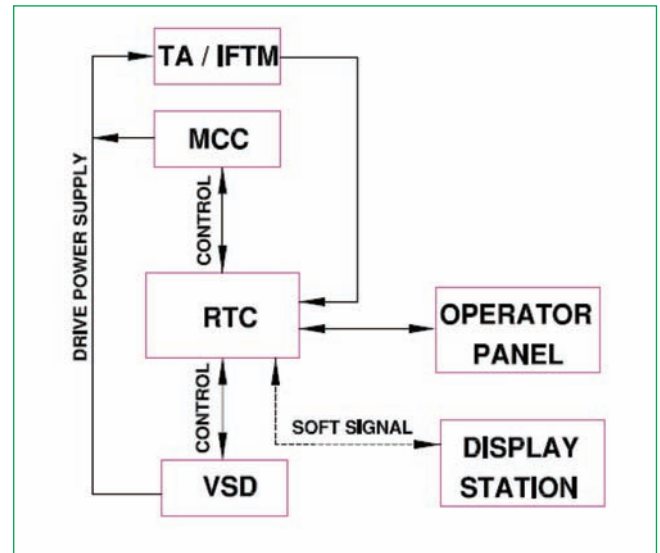 TA / IFTM
MCC
DRIVE POWER SUPPLY
CONTROL
RTC
OPERATOR
PANEL
CONTROL
SOFT SIGNAL
DISPLAY
STATION
VSD